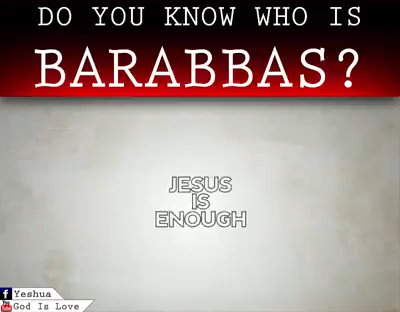 DO YOU KNOW WHO IS
BARABBAS?
JESUS
IS
ENOUGH
Yeshua
God Is Love